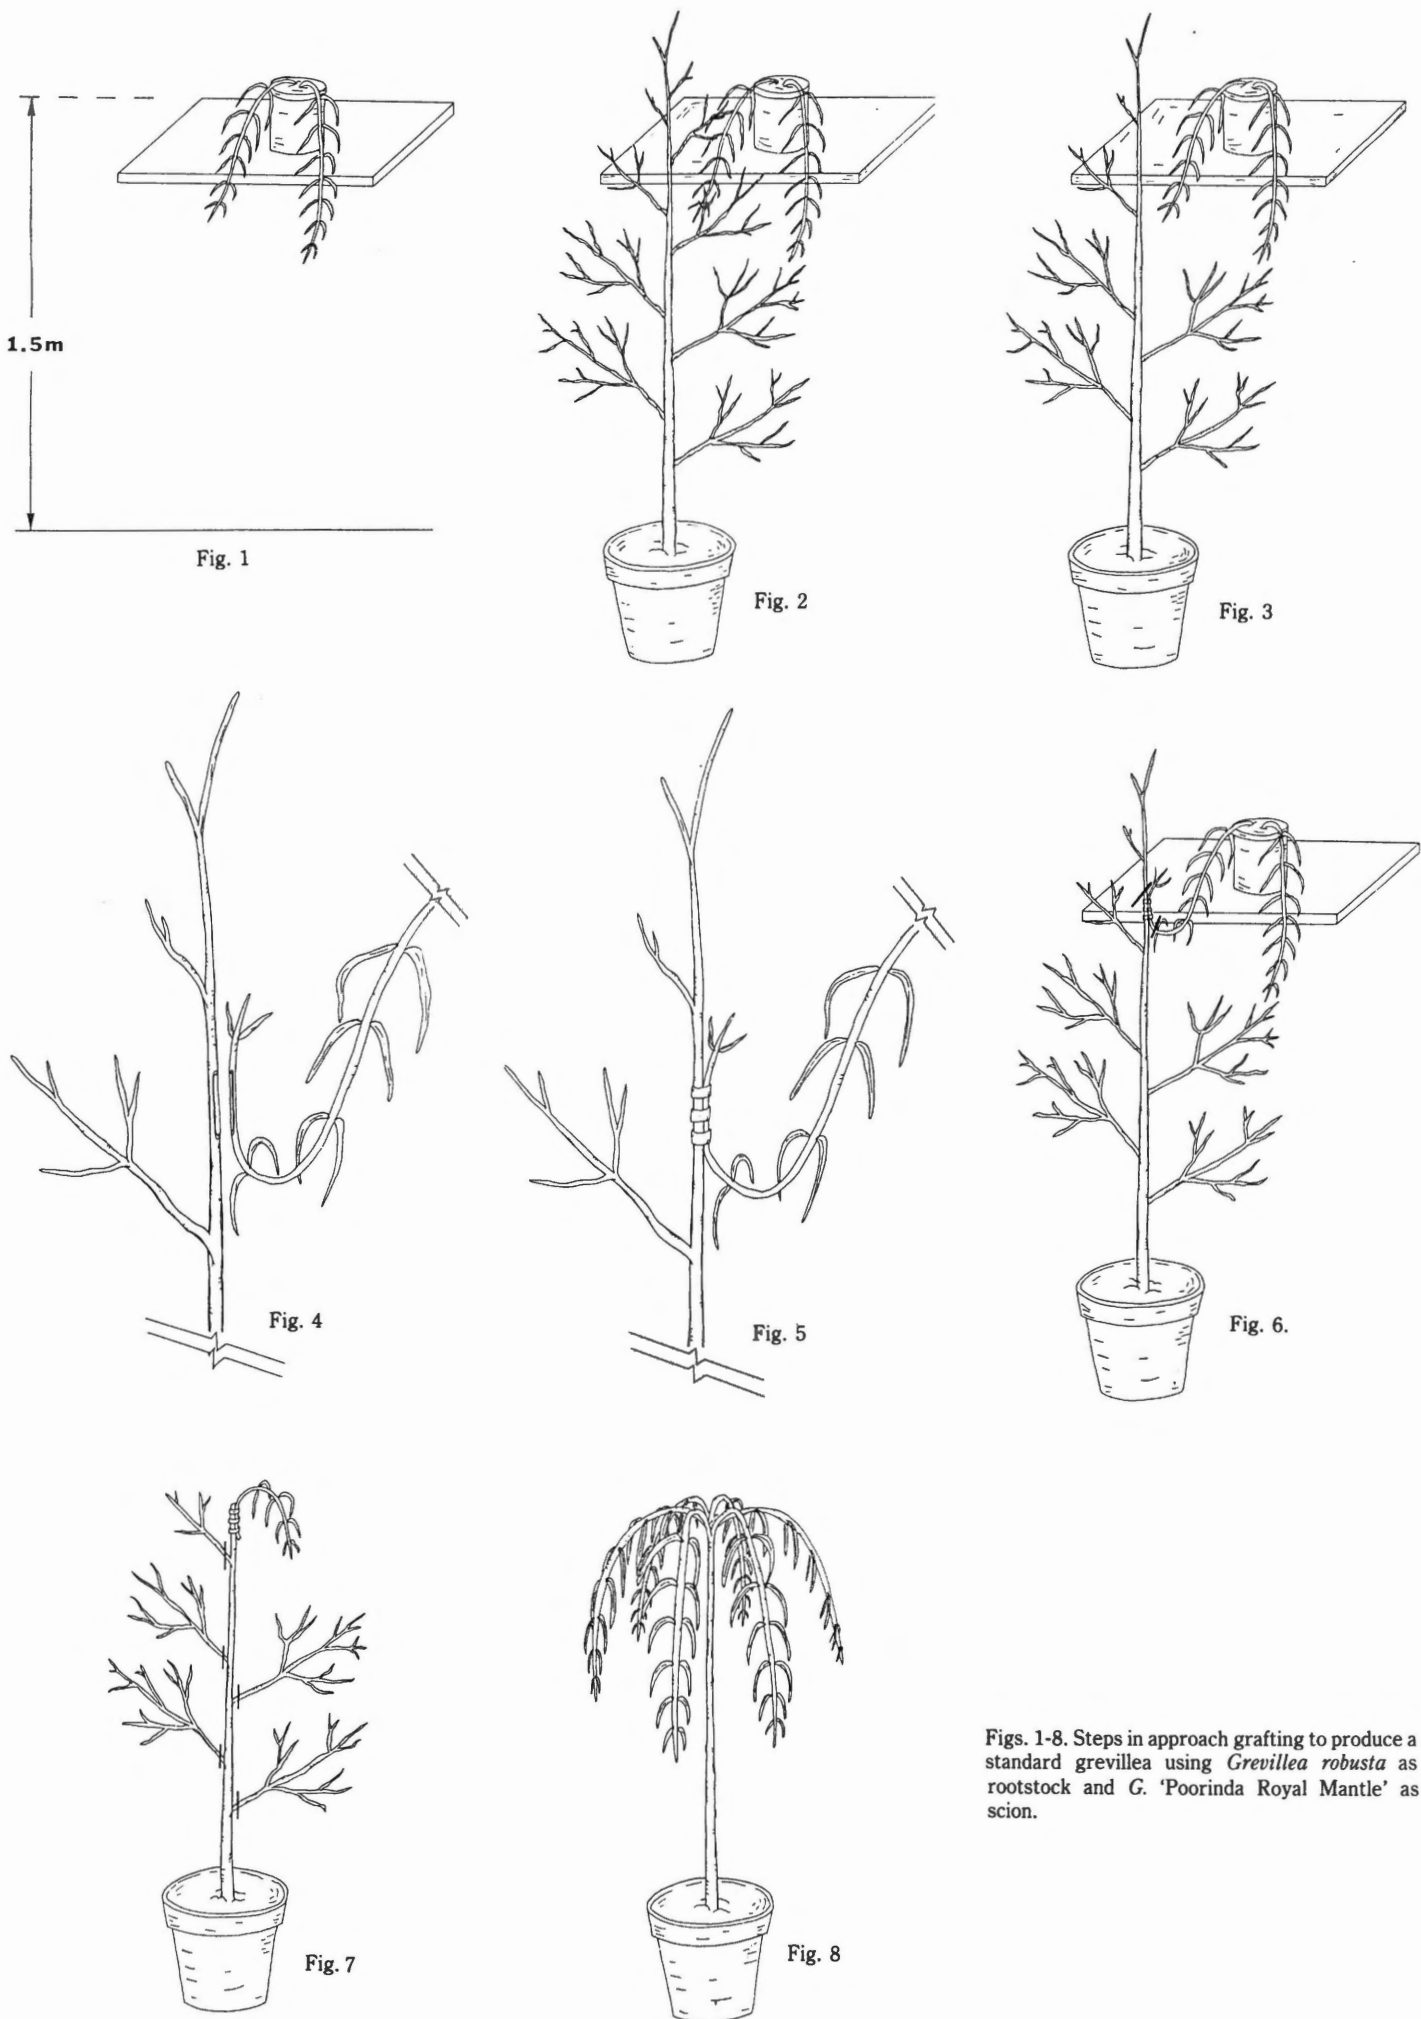 1.5m
Fig. 1
Fig. 2
Fig. 3
Fig. 4
Fig. 5
Fig. 6.
Fig. 7
Fig. 8
Figs. 1-8. Steps in approach grafting to produce a
standard grevillea using Grevillea robusta as
rootstock and G. ‘Poorinda Royal Mantle’ as
scion.